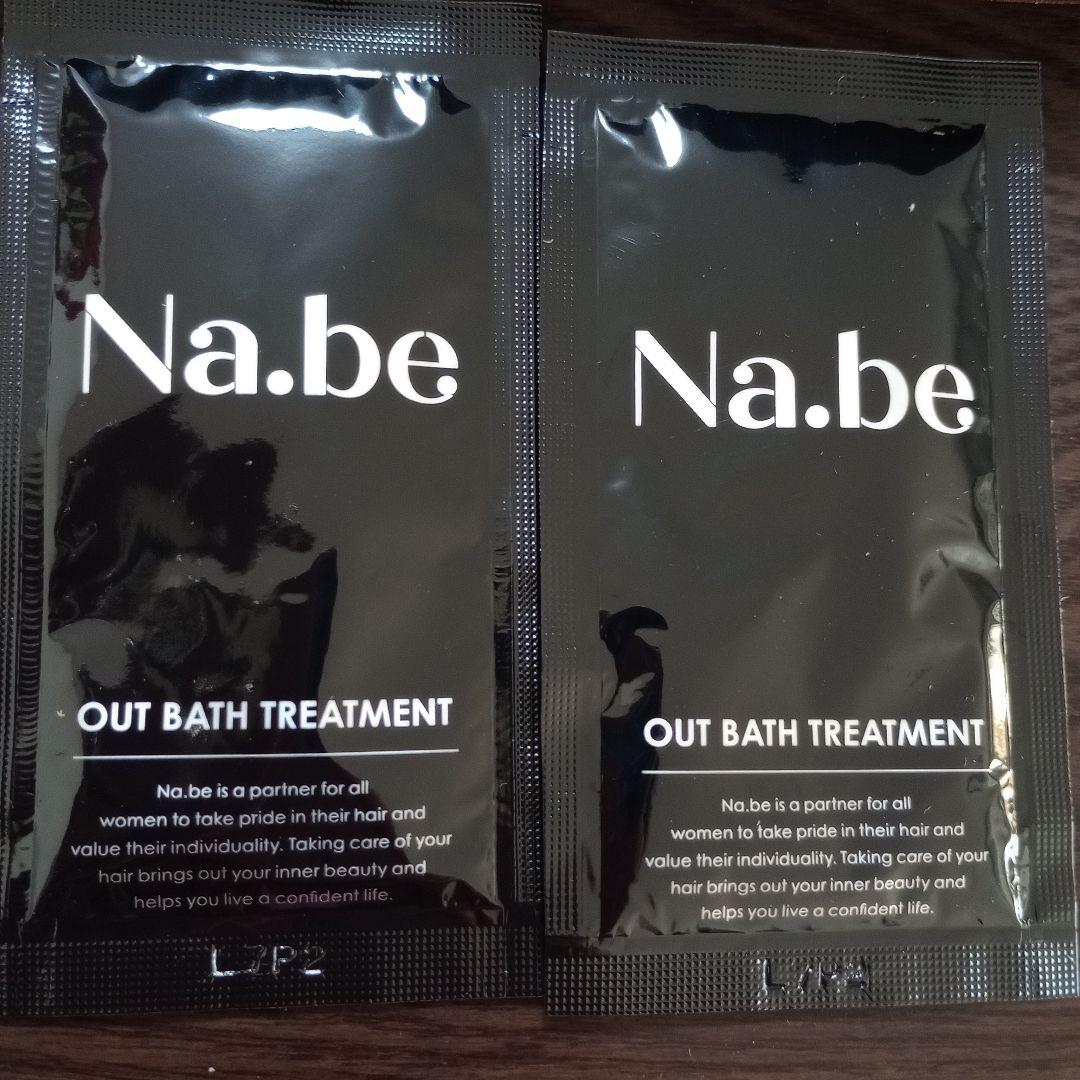 Na.be
OUT BATH TREATMENT
Na.be is a partner for all
women to take pride in their hair and
value their individuality. Taking care of your
hair brings out your inner beauty and
helps you live a confident life.
L7P2
Na.be
OUT BATH TREATMENT
Na.be is a partner for all
women to take pride in their hair and
value their individuality. Taking care of your
hair brings out your inner beauty and
helps you live a confident life.